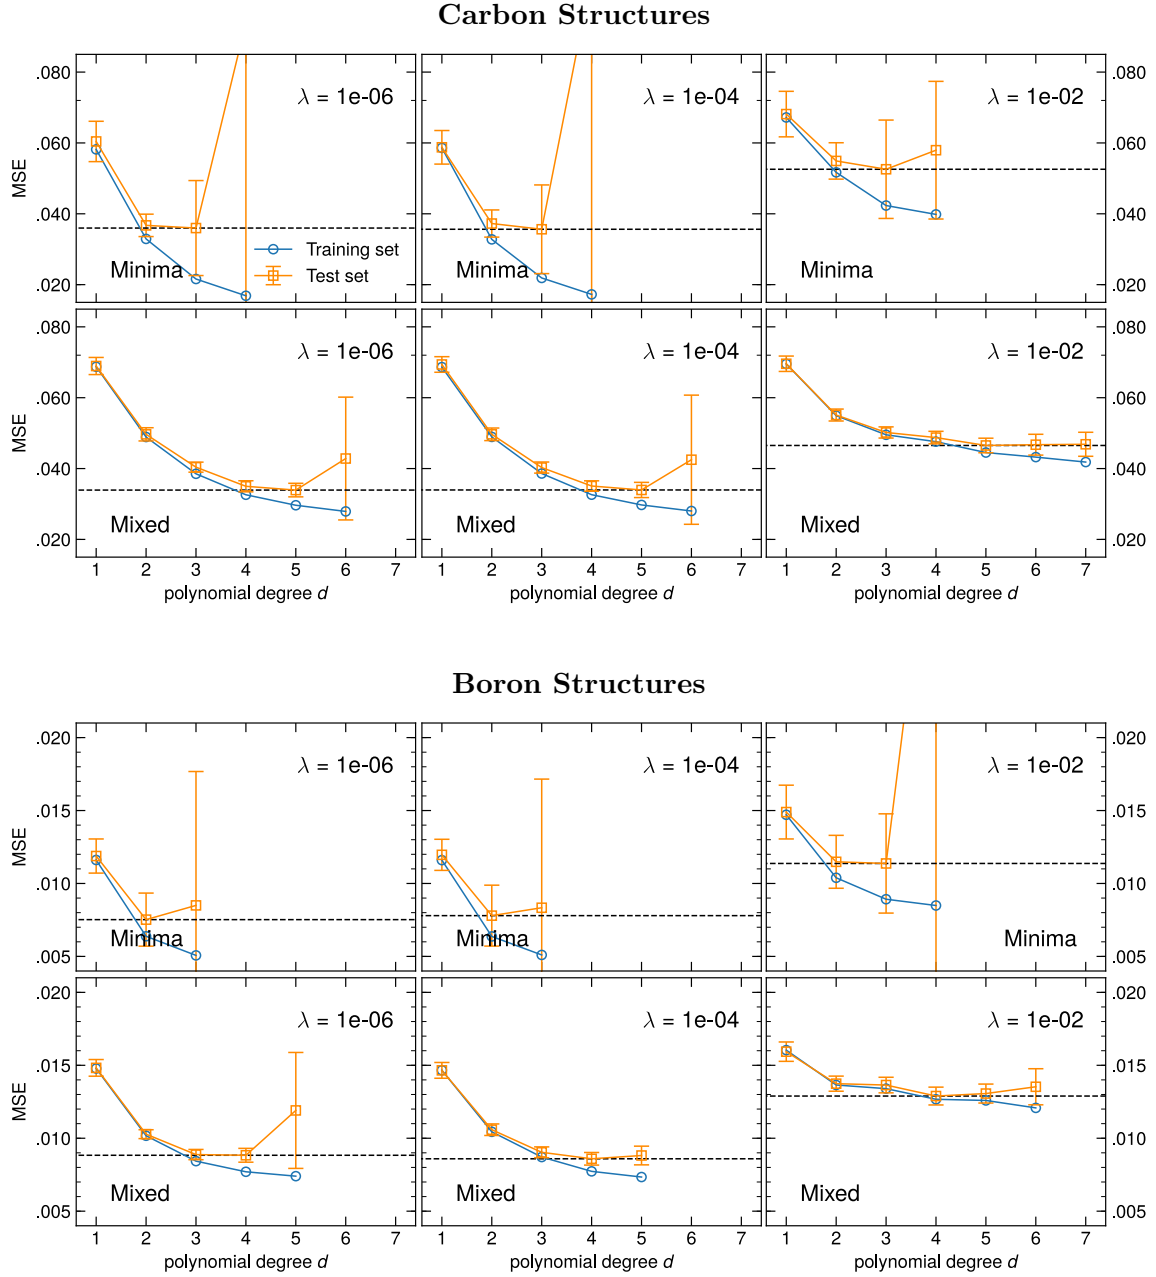 Carbon Structures
.080
.060
.040
.020
MSE
λ = 1e-06
Minima
Training set
Test set
λ = 1e-04
Minima
λ = 1e-02
Minima
.080
.060
.040
.020
.080
.060
.040
.020
MSE
λ = 1e-06
Mixed
λ = 1e-04
Mixed
λ = 1e-02
Mixed
.080
.060
.040
.020
1 2 3 4 5 6 7
1 2 3 4 5 6 7
1 2 3 4 5 6 7
polynomial degree d
polynomial degree d
polynomial degree d
Boron Structures
.020
.015
.010
.005
MSE
λ = 1e-06
Minima
λ = 1e-04
Minima
λ = 1e-02
Minima
.020
.015
.010
.005
.020
.015
.010
.005
MSE
λ = 1e-06
Mixed
λ = 1e-04
Mixed
λ = 1e-02
Mixed
.020
.015
.010
.005
1 2 3 4 5 6 7
1 2 3 4 5 6 7
1 2 3 4 5 6 7
polynomial degree d
polynomial degree d
polynomial degree d